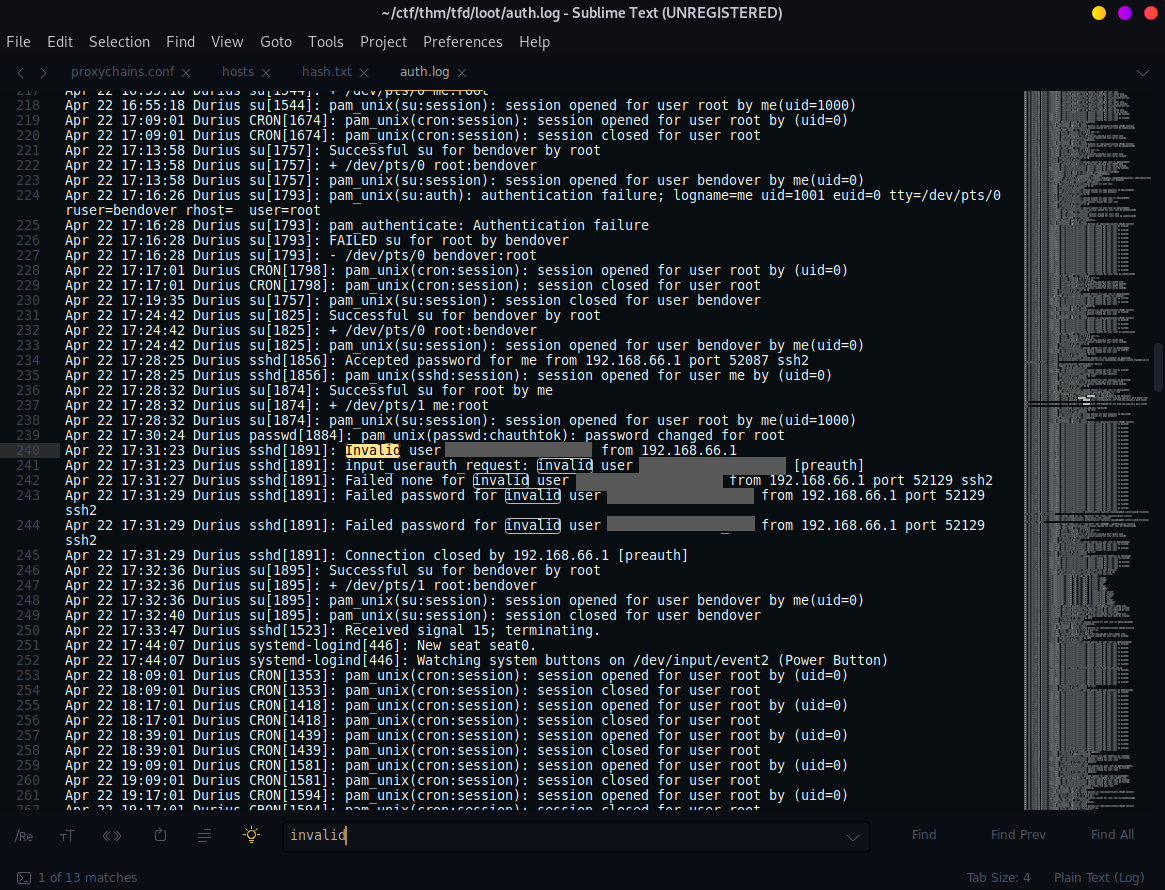 ~/ctf/thm/tfd/loot/auth.log - Sublime Text (UNREGISTERED)
File Edit Selection Find View Goto Tools Project Preferences Help
proxychains.conf hosts hash.txt auth.log
217 Apr 22 16:55:18 Durius su[1544]: + /dev/pts/0 me:root
218 Apr 22 16:55:18 Durius su[1544]: pam_unix(su:session): session opened for user root by me(uid=1000)
219 Apr 22 17:09:01 Durius CRON[1674]: pam_unix(cron:session): session opened for user root by (uid=0)
220 Apr 22 17:09:01 Durius CRON[1674]: pam_unix(cron:session): session closed for user root
221 Apr 22 17:13:58 Durius su[1757]: Successful su for bendover by root
222 Apr 22 17:13:58 Durius su[1757]: + /dev/pts/0 root:bendover
223 Apr 22 17:13:58 Durius su[1757]: pam_unix(su:session): session opened for user bendover by me(uid=0)
224 Apr 22 17:16:26 Durius su[1793]: pam_unix(su:auth): authentication failure; logname=me uid=1001 euid=0 tty=/dev/pts/0
ruser=bendover rhost=  user=root
225 Apr 22 17:16:28 Durius su[1793]: pam_authenticate: Authentication failure
226 Apr 22 17:16:28 Durius su[1793]: FAILED su for root by bendover
227 Apr 22 17:16:28 Durius su[1793]: - /dev/pts/0 bendover:root
228 Apr 22 17:17:01 Durius CRON[1798]: pam_unix(cron:session): session opened for user root by (uid=0)
229 Apr 22 17:17:01 Durius CRON[1798]: pam_unix(cron:session): session closed for user root
230 Apr 22 17:19:35 Durius su[1757]: pam_unix(su:session): session closed for user bendover
231 Apr 22 17:24:42 Durius su[1825]: Successful su for bendover by root
232 Apr 22 17:24:42 Durius su[1825]: + /dev/pts/0 root:bendover
233 Apr 22 17:24:42 Durius su[1825]: pam_unix(su:session): session opened for user bendover by me(uid=0)
234 Apr 22 17:28:25 Durius sshd[1856]: Accepted password for me from 192.168.66.1 port 52087 ssh2
235 Apr 22 17:28:25 Durius sshd[1856]: pam_unix(sshd:session): session opened for user me by (uid=0)
236 Apr 22 17:28:32 Durius su[1874]: Successful su for root by me
237 Apr 22 17:28:32 Durius su[1874]: + /dev/pts/1 me:root
238 Apr 22 17:28:32 Durius su[1874]: pam_unix(su:session): session opened for user root by me(uid=1000)
239 Apr 22 17:30:24 Durius passwd[1884]: pam_unix(passwd:chauthtok): password changed for root
240 Apr 22 17:31:23 Durius sshd[1891]: Invalid user from 192.168.66.1
241 Apr 22 17:31:23 Durius sshd[1891]: input_userauth_request: invalid user [preauth]
242 Apr 22 17:31:27 Durius sshd[1891]: Failed none for invalid user from 192.168.66.1 port 52129 ssh2
243 Apr 22 17:31:29 Durius sshd[1891]: Failed password for invalid user from 192.168.66.1 port 52129
ssh2
244 Apr 22 17:31:29 Durius sshd[1891]: Failed password for invalid user from 192.168.66.1 port 52129
ssh2
245 Apr 22 17:31:29 Durius sshd[1891]: Connection closed by 192.168.66.1 [preauth]
246 Apr 22 17:32:36 Durius su[1895]: Successful su for bendover by root
247 Apr 22 17:32:36 Durius su[1895]: + /dev/pts/1 root:bendover
248 Apr 22 17:32:36 Durius su[1895]: pam_unix(su:session): session opened for user bendover by me(uid=0)
249 Apr 22 17:32:40 Durius su[1895]: pam_unix(su:session): session closed for user bendover
250 Apr 22 17:33:47 Durius sshd[1523]: Received signal 15; terminating.
251 Apr 22 17:44:07 Durius systemd-logind[446]: New seat seat0.
252 Apr 22 17:44:07 Durius systemd-logind[446]: Watching system buttons on /dev/input/event2 (Power Button)
253 Apr 22 18:09:01 Durius CRON[1353]: pam_unix(cron:session): session opened for user root by (uid=0)
254 Apr 22 18:09:01 Durius CRON[1353]: pam_unix(cron:session): session closed for user root
255 Apr 22 18:17:01 Durius CRON[1418]: pam_unix(cron:session): session opened for user root by (uid=0)
256 Apr 22 18:17:01 Durius CRON[1418]: pam_unix(cron:session): session closed for user root
257 Apr 22 18:39:01 Durius CRON[1439]: pam_unix(cron:session): session opened for user root by (uid=0)
258 Apr 22 18:39:01 Durius CRON[1439]: pam_unix(cron:session): session closed for user root
259 Apr 22 19:09:01 Durius CRON[1581]: pam_unix(cron:session): session opened for user root by (uid=0)
260 Apr 22 19:09:01 Durius CRON[1581]: pam_unix(cron:session): session closed for user root
261 Apr 22 19:17:01 Durius CRON[1594]: pam_unix(cron:session): session opened for user root by (uid=0)
262 Apr 22 19:17:01 Durius CRON[1594]: pam_unix(cron:session): session closed for user root
/Re invalid Find Find Prev Find All
1 of 13 matches Tab Size: 4 Plain Text (Log)